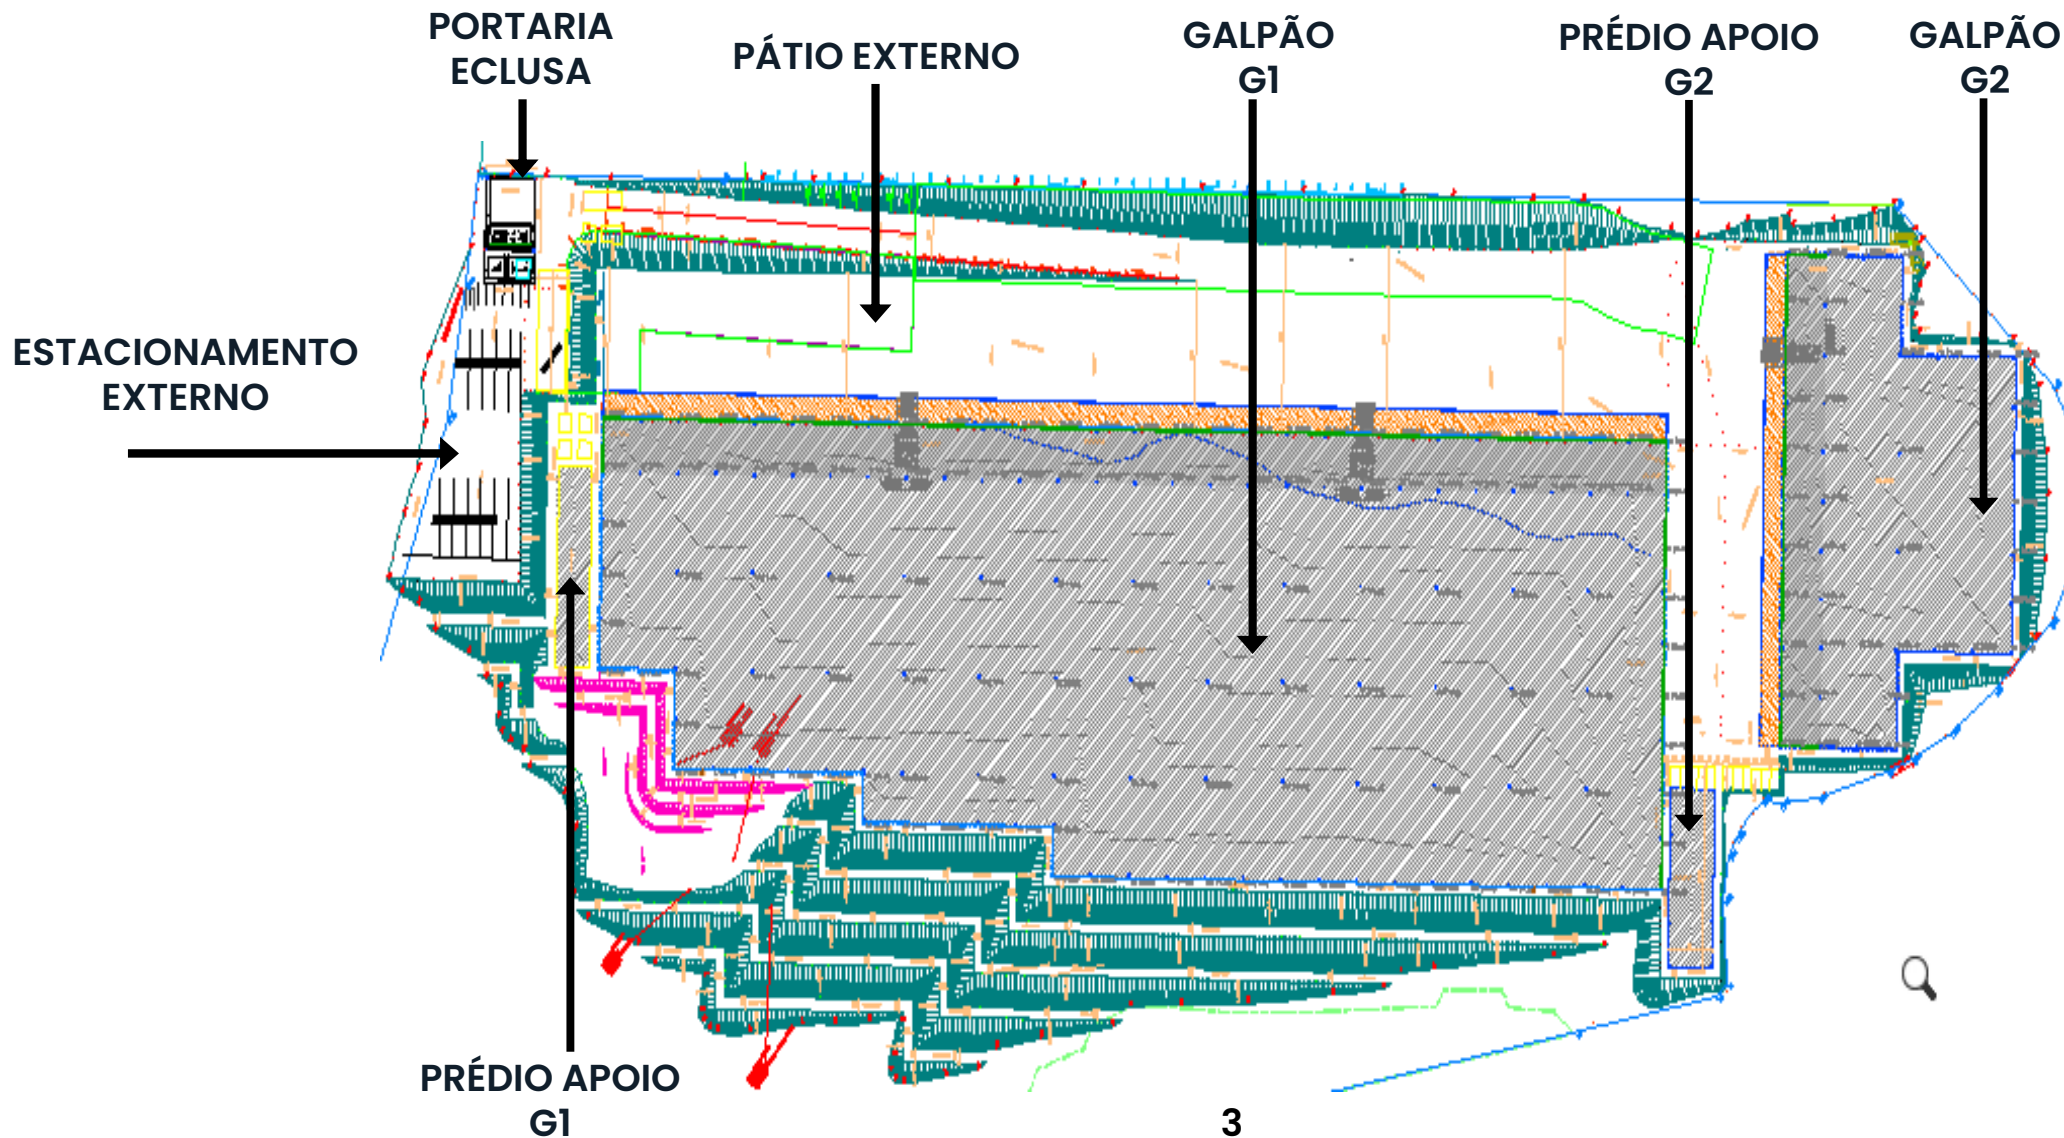 PORTARIA
ECLUSA
PÁTIO EXTERNO
GALPÃO
G1
PRÉDIO APOIO
G2
GALPÃO
G2
ESTACIONAMENTO
EXTERNO
PRÉDIO APOIO
G1
3